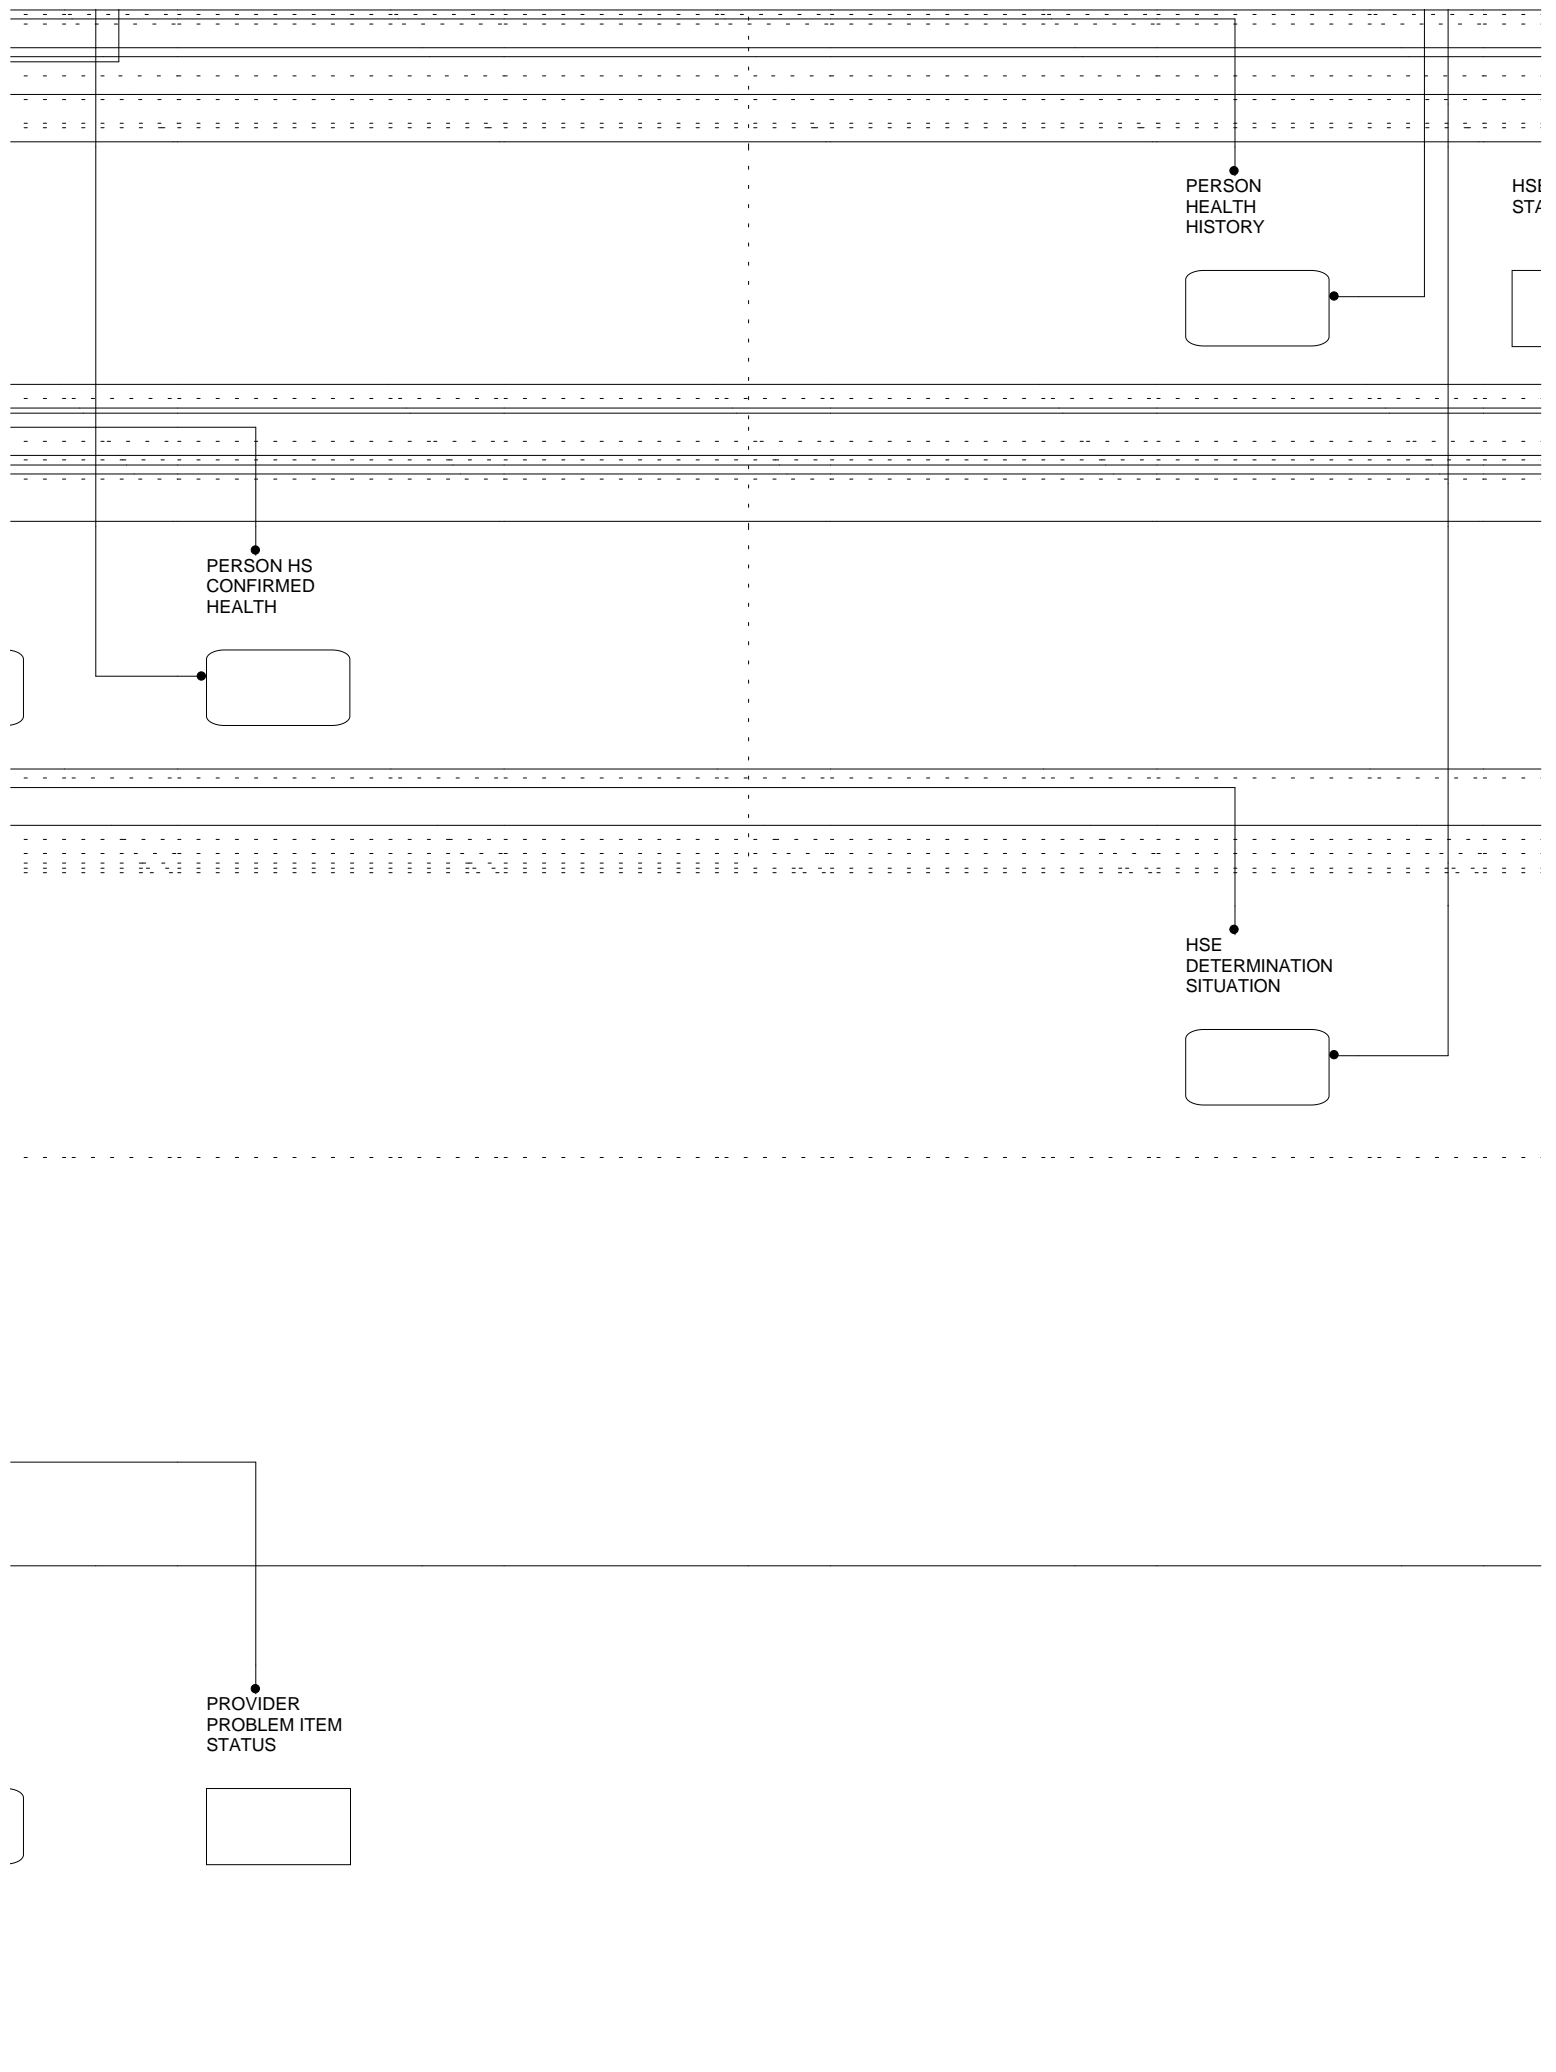 PERSON
HEALTH
HISTORY
PERSON HS
CONFIRMED
HEALTH
HSE
DETERMINATION
SITUATION
PROVIDER
PROBLEM ITEM
STATUS